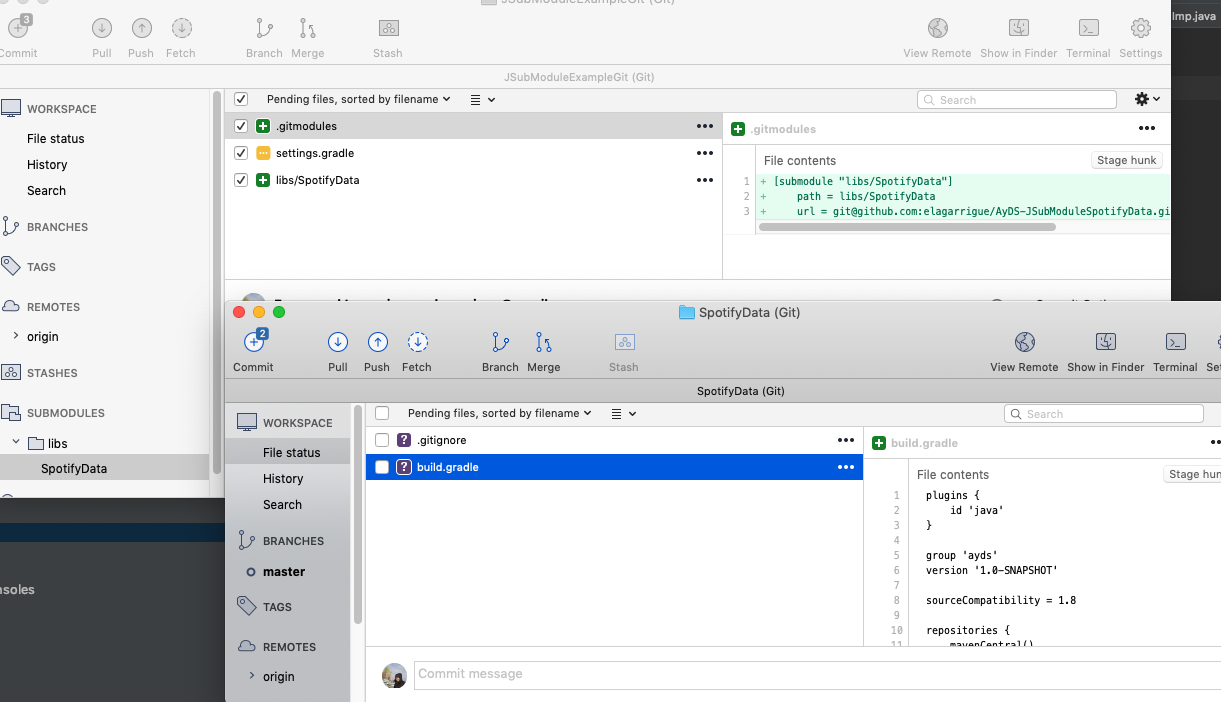 JSubModuleExampleGit (Git)
Imp.java
3
Commit
Pull
Push
Fetch
Branch
Merge
Stash
View Remote
Show in Finder
Terminal
Settings
JSubModuleExampleGit (Git)
WORKSPACE
File status
History
Search
BRANCHES
TAGS
REMOTES
origin
STASHES
SUBMODULES
libs
SpotifyData
nsoles
Pending files, sorted by filename
Search
.gitmodules
settings.gradle
libs/SpotifyData
.gitmodules
File contents
Stage hunk
1 + [submodule "libs/SpotifyData"]
2 + path = libs/SpotifyData
3 + url = git@github.com:elagarrigue/AyDS-JSubModuleSpotifyData.gi
SpotifyData (Git)
2
Commit
Pull
Push
Fetch
Branch
Merge
Stash
View Remote
Show in Finder
Terminal
Set
SpotifyData (Git)
WORKSPACE
File status
History
Search
BRANCHES
master
TAGS
REMOTES
origin
Pending files, sorted by filename
Search
? .gitignore
? build.gradle
build.gradle
File contents
Stage hun
1 plugins {
2 id 'java'
3 }
4
5 group 'ayds'
6 version '1.0-SNAPSHOT'
7
8 sourceCompatibility = 1.8
9
10 repositories {
11 mavenCentral()
Commit message